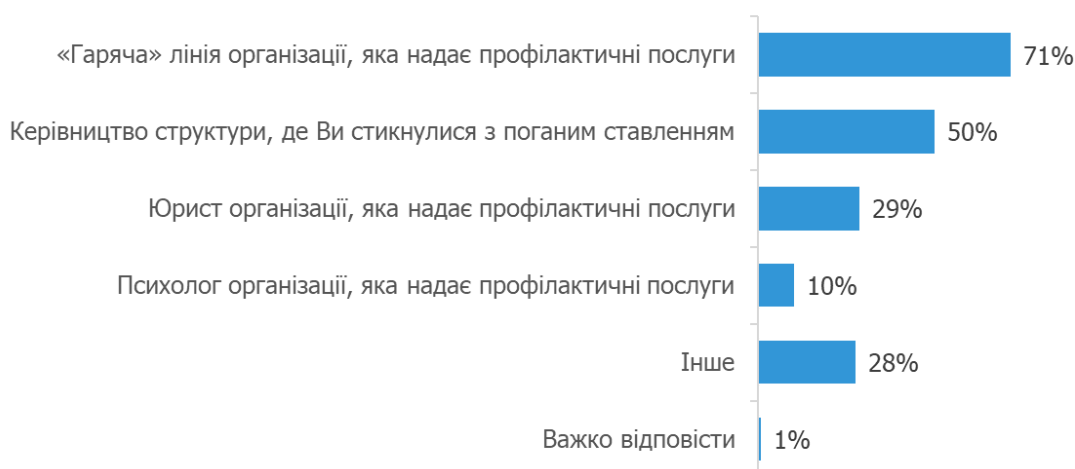 «Гаряча» лінія організації, яка надає профілактичні послуги 71%
Керівництво структури, де Ви стикнулися з поганим ставленням 50%
Юрист організації, яка надає профілактичні послуги 29%
Психолог організації, яка надає профілактичні послуги 10%
Інше 28%
Важко відповісти 1%